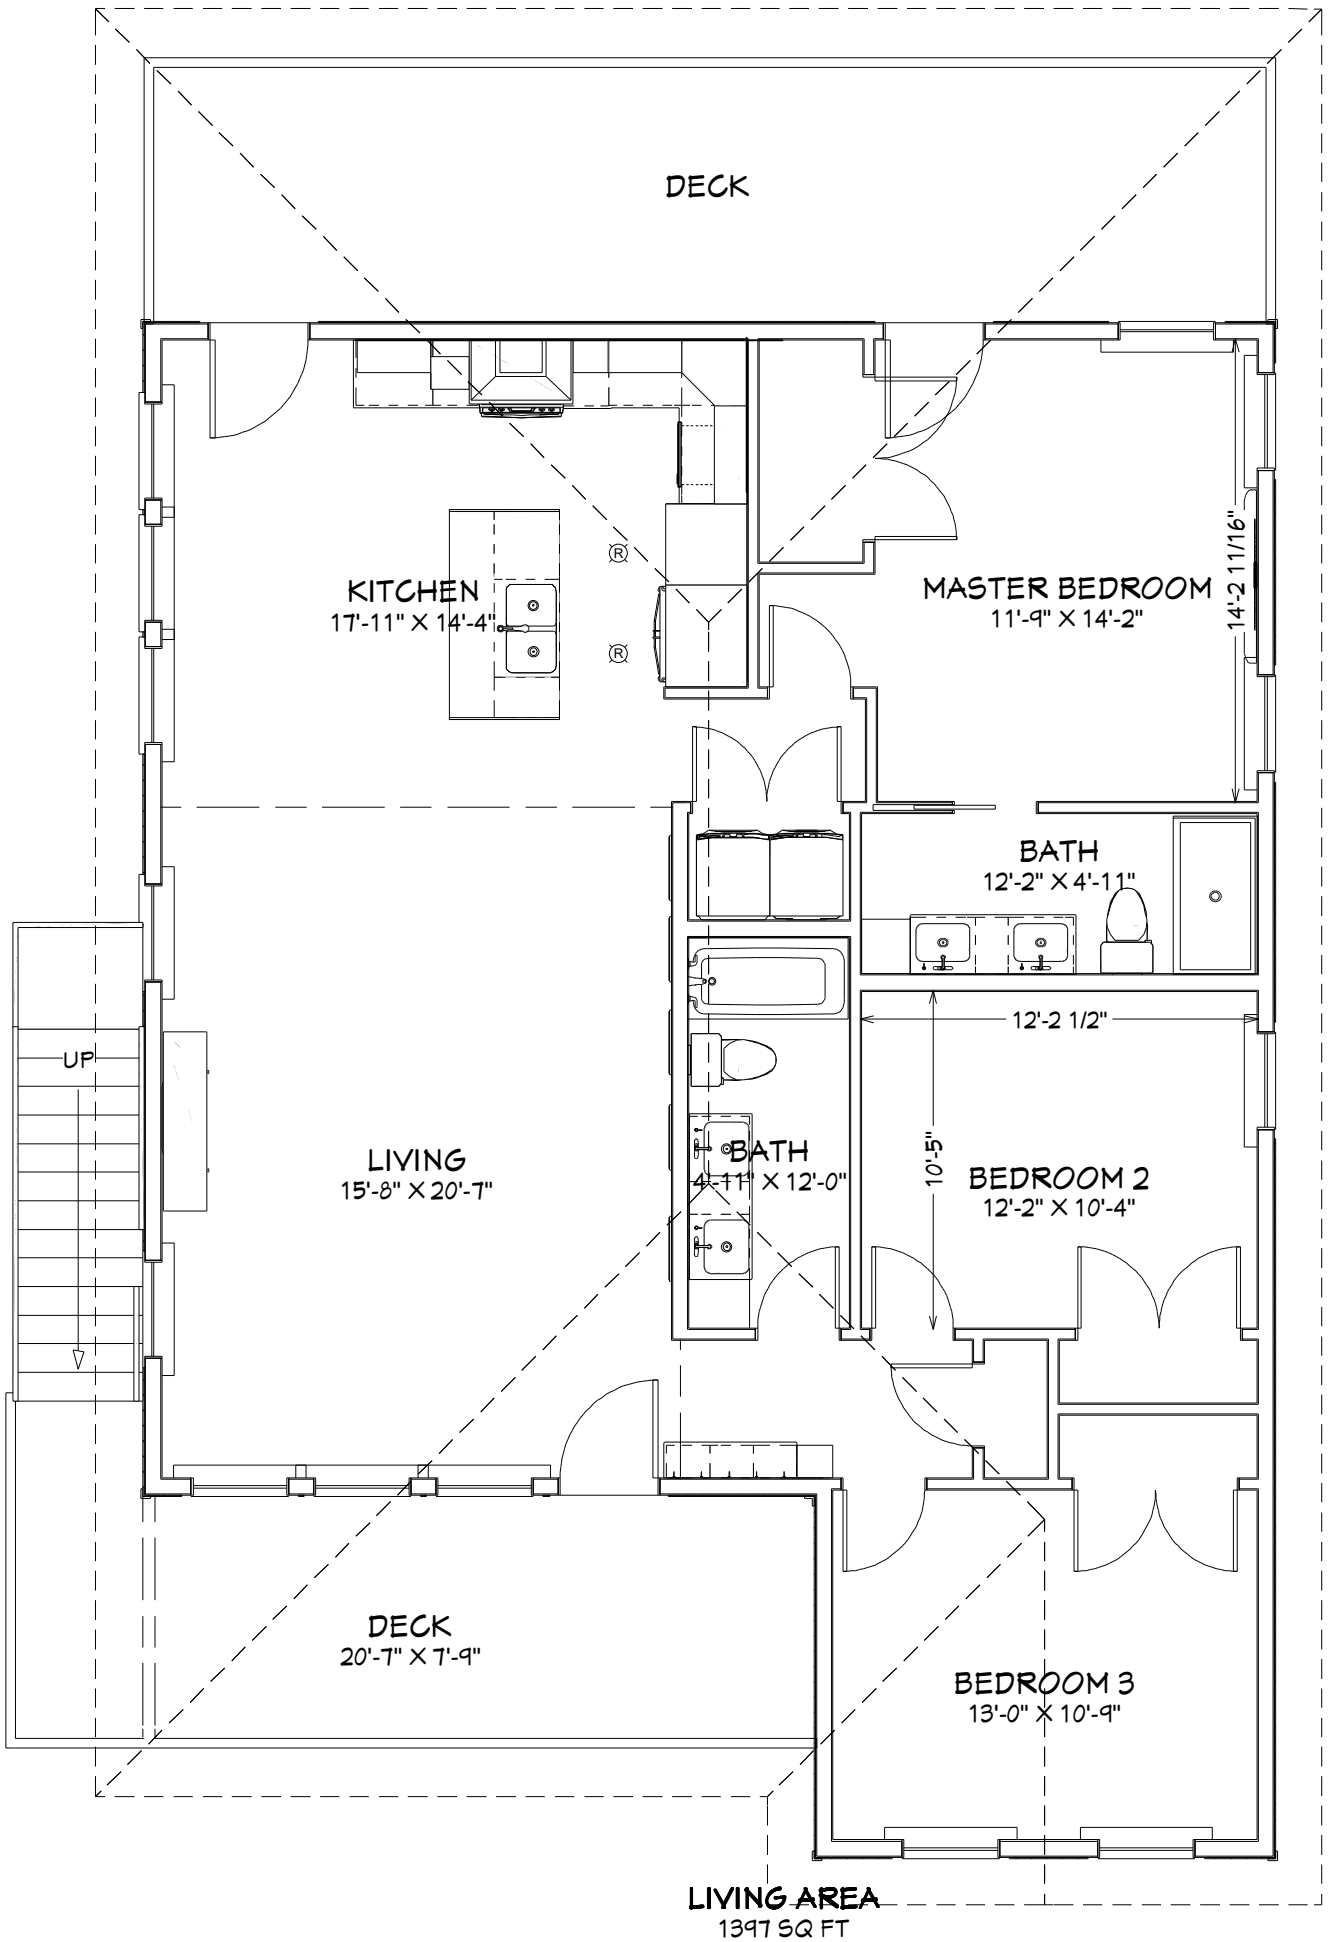 DECK
KITCHEN
17'-11" X 14'-4"
R
R
MASTER BEDROOM
11'-9" X 14'-2"
14'-2 11/16"
BATH
12'-2" X 4'-11"
12'-2 1/2"
UP
LIVING
15'-8" X 20'-7"
BATH
4'-11" X 12'-0"
10'-5"
BEDROOM 2
12'-2" X 10'-4"
DECK
20'-7" X 7'-9"
BEDROOM 3
13'-0" X 10'-9"
LIVING AREA
1397 SQ FT